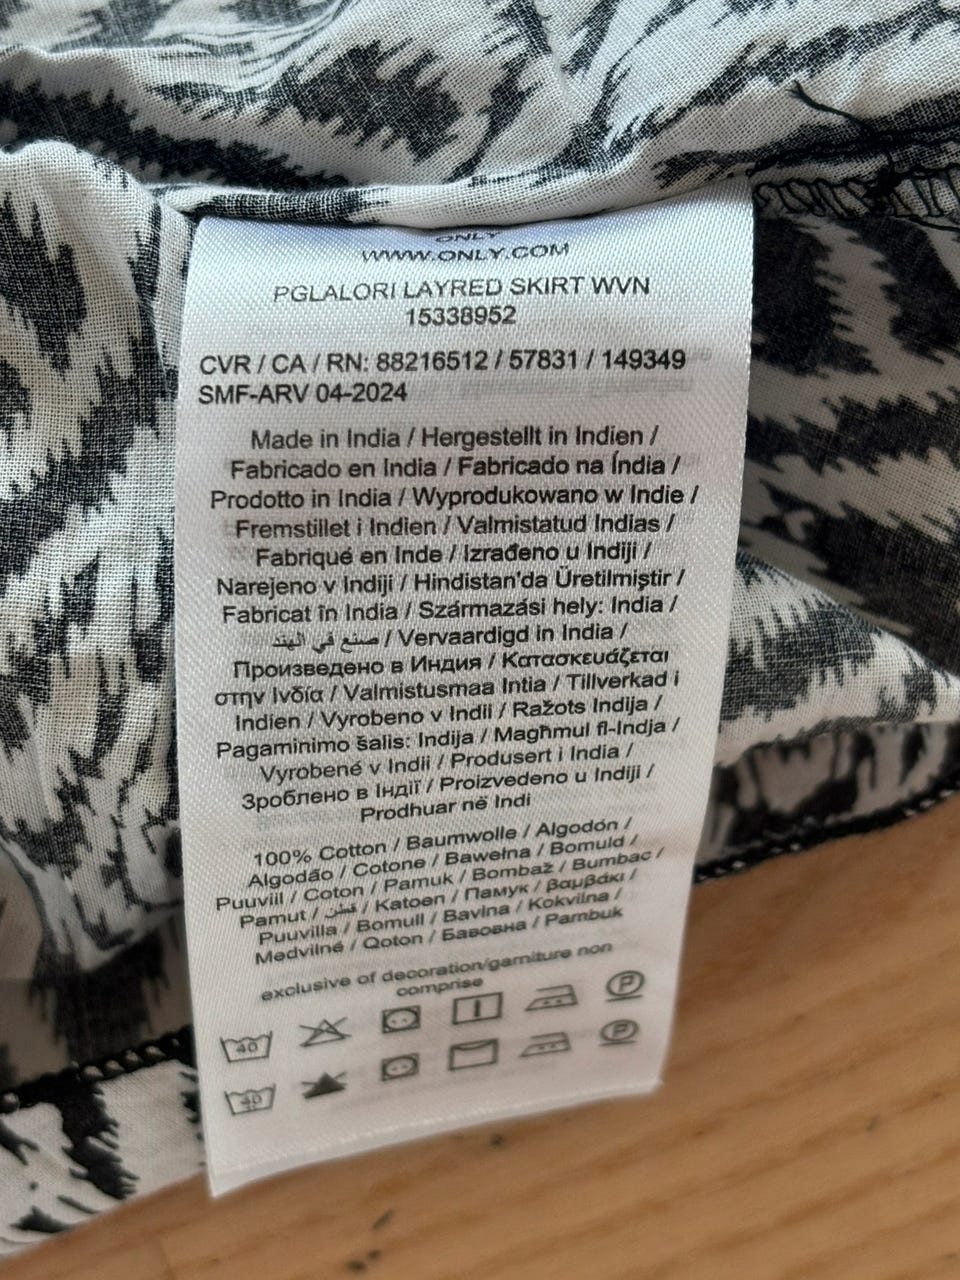 ONLY
WWW.ONLY.COM
PGLALORI LAYRED SKIRT WVN
15338952
CVR / CA / RN: 88216512 / 57831 / 149349
SMF-ARV 04-2024
Made in India / Hergestellt in Indien /
Fabricado en India / Fabricado na Índia /
Prodotto in India / Wyprodukowano w Indie /
Fremstillet i Indien / Valmistatud Indias /
Fabriqué en Inde / Izrađeno u Indiji /
Narejeno v Indiji / Hindistan'da Üretilmiştir /
Fabricat în India / Származási hely: India /
صنع في الهند / Vervaardigd in India /
Произведено в Индия / Κατασκευάζεται
στην Ινδία / Valmistusmaa Intia / Tillverkad i
Indien / Vyrobeno v Indii / Ražots Indija /
Pagaminimo šalis: Indija / Magħmul fl-Indja /
Vyrobené v Indii / Produsert i India /
Зроблено в Індії / Proizvedeno u Indiji /
Prodhuar në Indi
100% Cotton / Baumwolle / Algodón /
Algodão / Cotone / Bawełna / Bomuld /
Puuvill / Coton / Pamuk / Bombaž / Bumbac /
Pamut / قطن / Katoen / Памук / βαμβάκι /
Puuvilla / Bomull / Bavlna / Kokvilna /
Medvilnė / Qoton / Бавовна / Pambuk
exclusive of decoration/garniture non
comprise
40 P
40 P